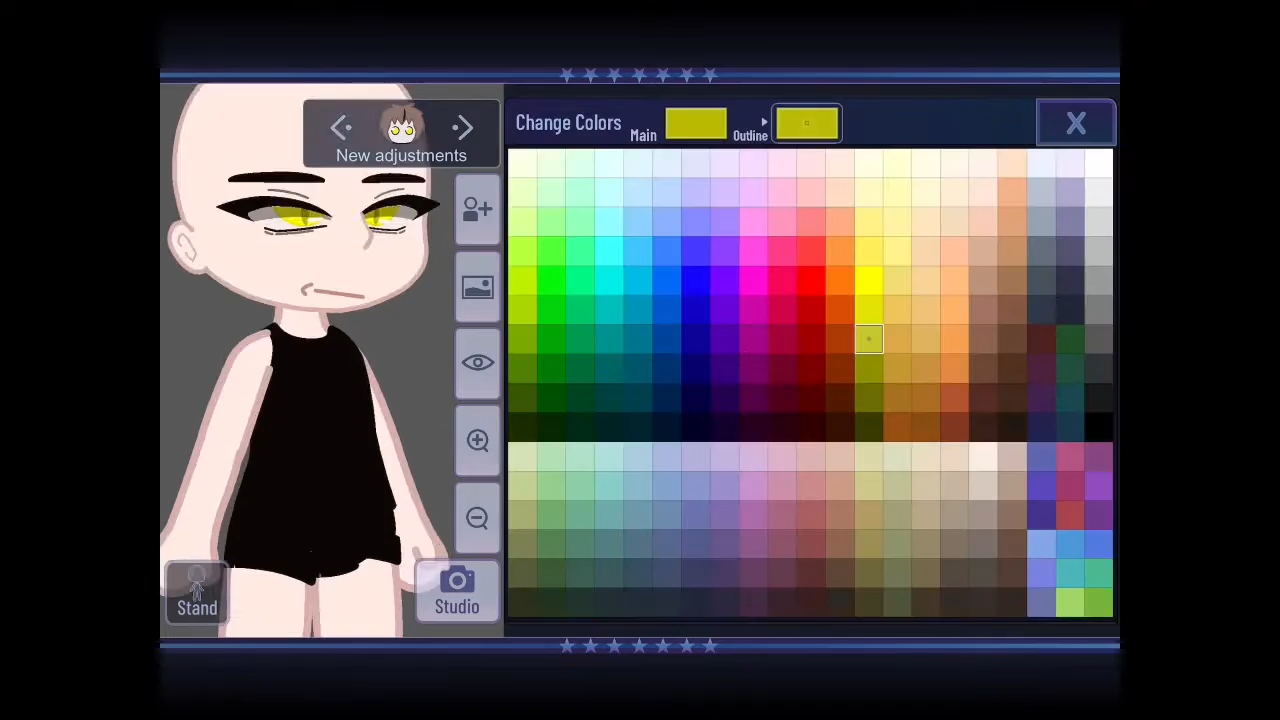 New adjustments
Change Colors
Main
Outline
X
Stand
Studio